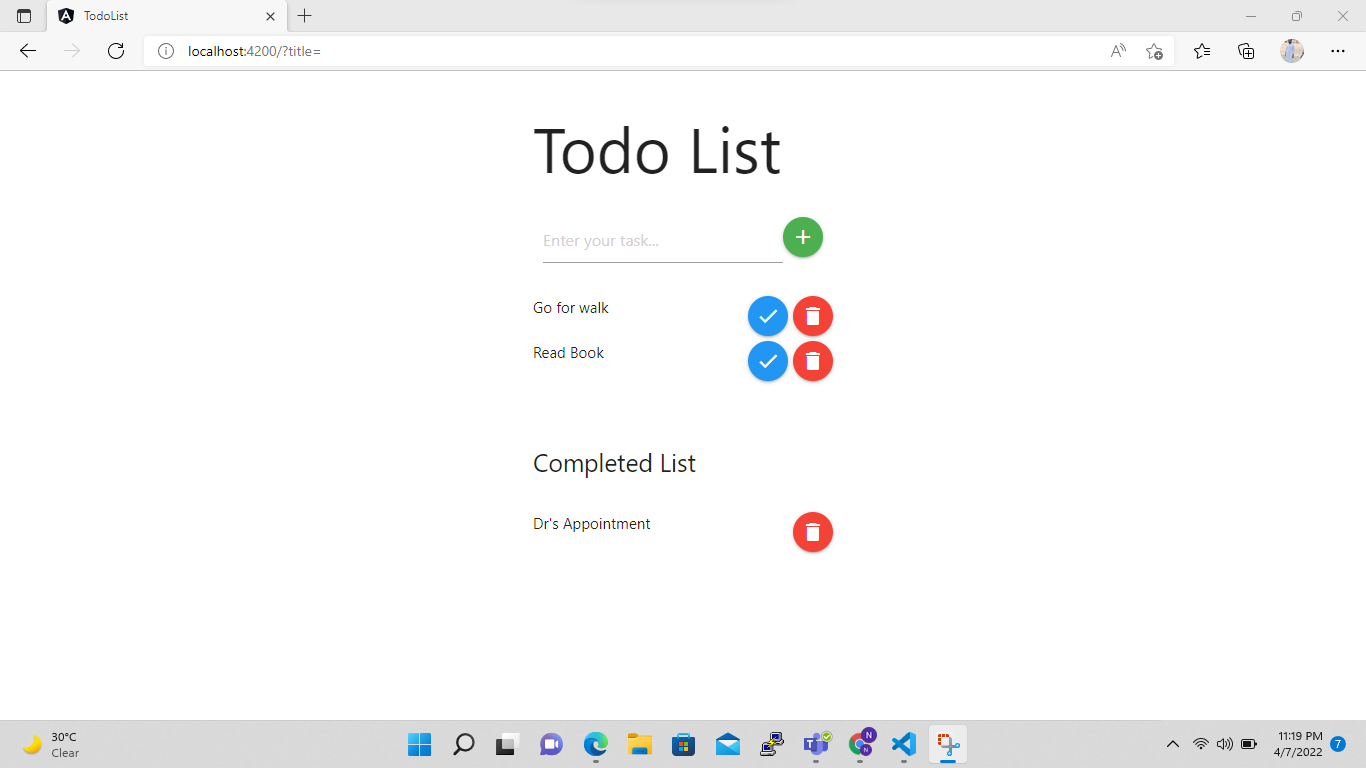 TodoList
localhost:4200/?title=
Todo List
Enter your task...
Go for walk
Read Book
Completed List
Dr's Appointment
30°C
Clear
N
N
11:19 PM
4/7/2022
7